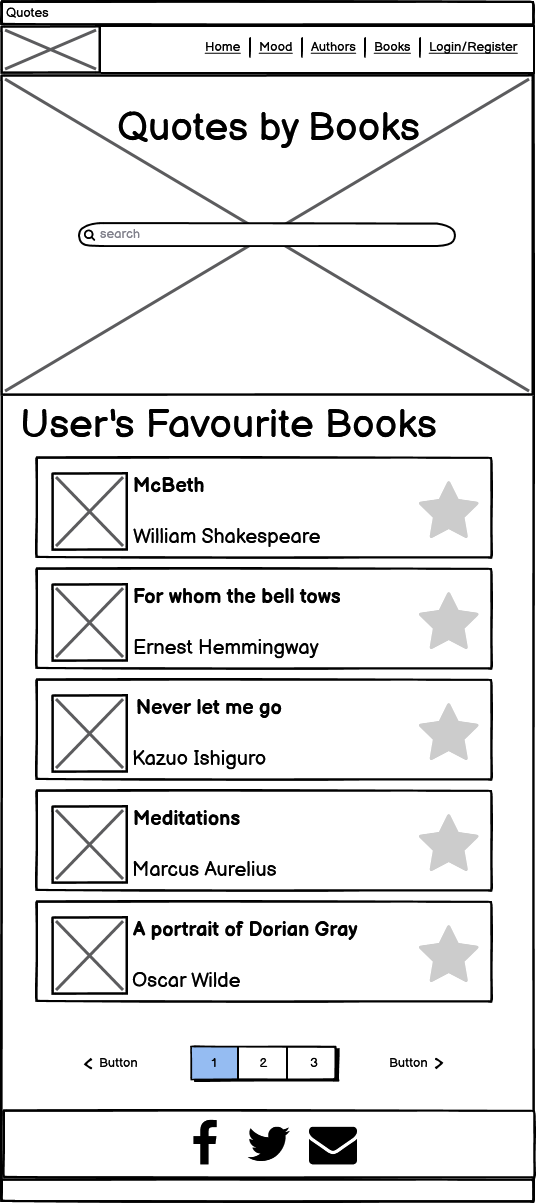 Quotes
Home Mood Authors Books Login/Register
Quotes by Books
search
User's Favourite Books
McBeth
William Shakespeare
For whom the bell tows
Ernest Hemmingway
Never let me go
Kazuo Ishiguro
Meditations
Marcus Aurelius
A portrait of Dorian Gray
Oscar Wilde
Button 1 2 3 Button